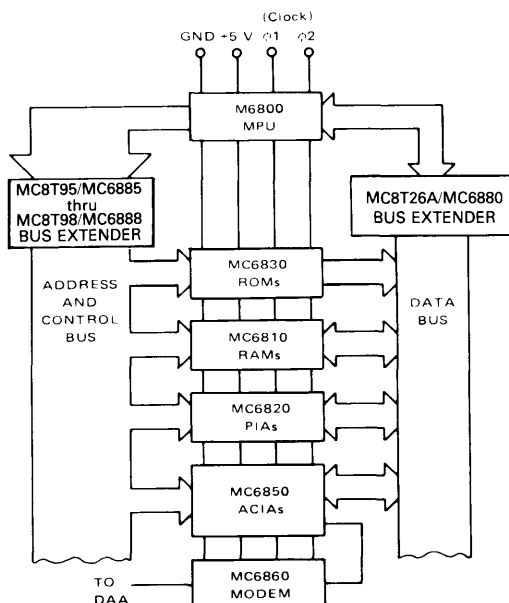 (Clock)
GND +5 V φ1 φ2
M6800
MPU
MC8T95/MC6885
thru
MC8T98/MC6888
BUS EXTENDER
MC8T26A/MC6880
BUS EXTENDER
ADDRESS
AND
CONTROL
BUS
MC6830
ROMs
DATA
BUS
MC6810
RAMs
MC6820
PIAs
MC6850
ACIAs
TO
DAA
MC6860
MODEM